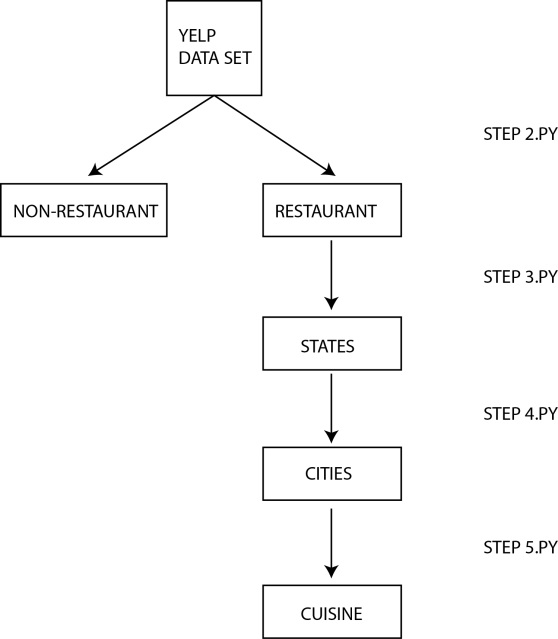 YELP
DATA SET
STEP 2.PY
NON-RESTAURANT
RESTAURANT
STEP 3.PY
STATES
STEP 4.PY
CITIES
STEP 5.PY
CUISINE